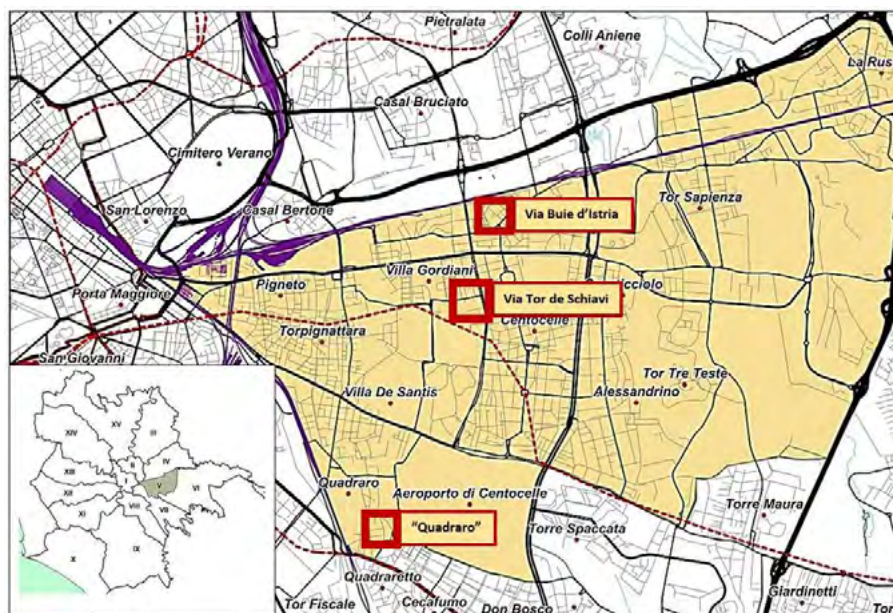 Pietralata
Colli Aniene
La Rus
Casal Bruciato
Cimitero Verano
Tor Sapienza
San Lorenzo
Casal Bertone
Via Buie d'Istria
Villa Gordiani
Porta Maggiore
Pigneto
Via Tor de Schiavi
icciolo
Torpignattara
Centocelle
San Giovanni
Tor Tre Teste
Villa De Santis
Alessandrino
XV
III
XIV
IV
II
I
V
VI
XIII
XII
VIII
VII
XI
X
IX
Quadraro
Aeroporto di Centocelle
Torre Maura
"Quadraro"
Torre Spaccata
Quadraretto
Giardinetti
Tor Fiscale
Cecafumo
Don Bosco